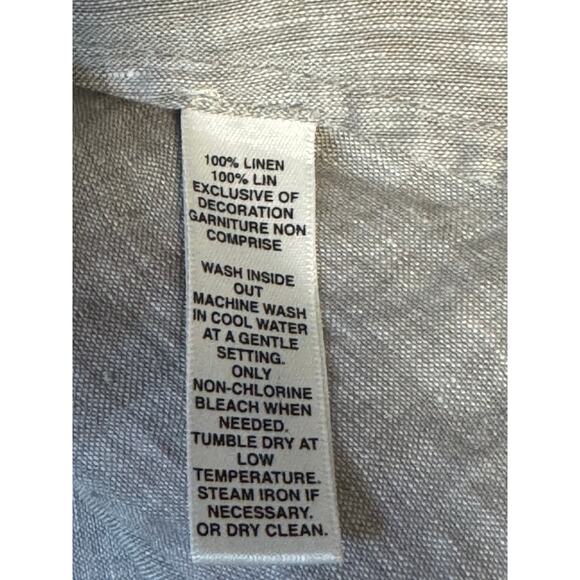 100% LINEN
100% LIN
EXCLUSIVE OF
DECORATION
GARNITURE NON
COMPRISE
WASH INSIDE
OUT
MACHINE WASH
IN COOL WATER
AT A GENTLE
SETTING.
ONLY
NON-CHLORINE
BLEACH WHEN
NEEDED.
TUMBLE DRY AT
LOW
TEMPERATURE.
STEAM IRON IF
NECESSARY.
OR DRY CLEAN.